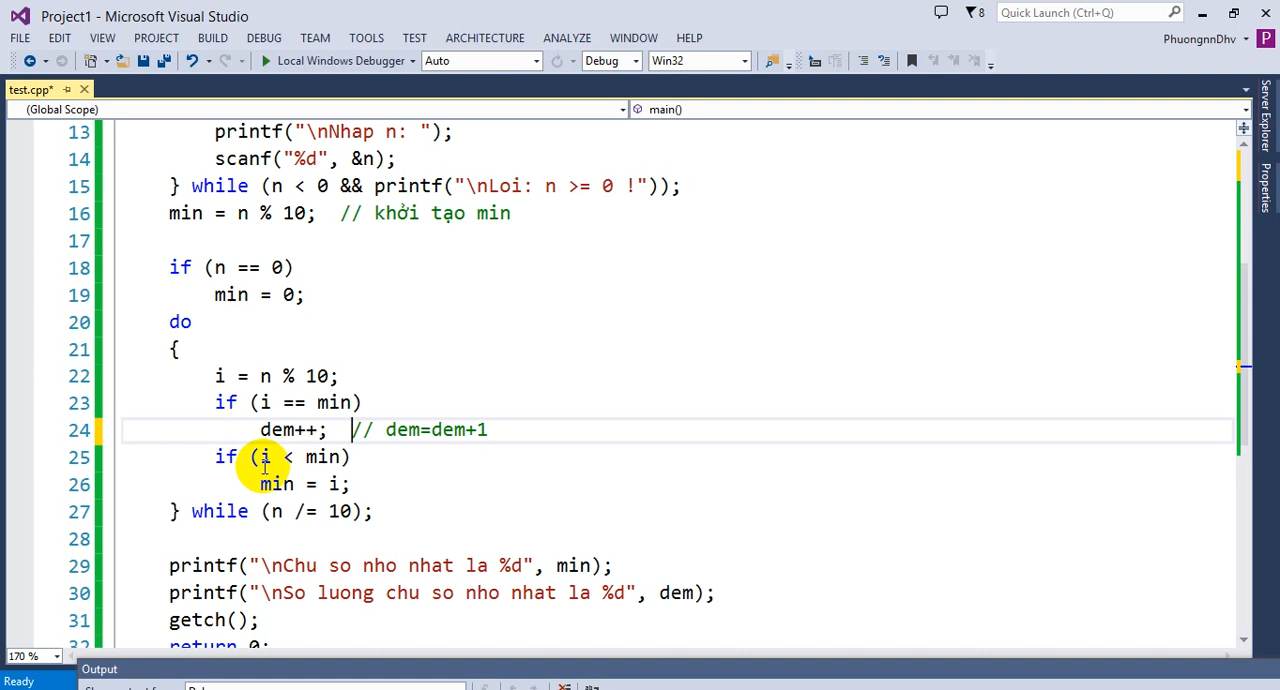 Project1 - Microsoft Visual Studio
8
Quick Launch (Ctrl+Q)
FILE EDIT VIEW PROJECT BUILD DEBUG TEAM TOOLS TEST ARCHITECTURE ANALYZE WINDOW HELP
PhuongnnDhv P
Local Windows Debugger Auto Debug Win32
test.cpp*
(Global Scope) main()
Server Explorer
Properties
13 printf("\nNhap n: ");
14 scanf("%d", &n);
15 } while (n < 0 && printf("\nLoi: n >= 0 !"));
16 min = n % 10; // khởi tạo min
17
18 if (n == 0)
19 min = 0;
20 do
21 {
22 i = n % 10;
23 if (i == min)
24 dem++; // dem=dem+1
25 if (i < min)
26 min = i;
27 } while (n /= 10);
28
29 printf("\nChu so nho nhat la %d", min);
30 printf("\nSo luong chu so nho nhat la %d", dem);
31 getch();
32 return 0;
170 %
Output
Ready